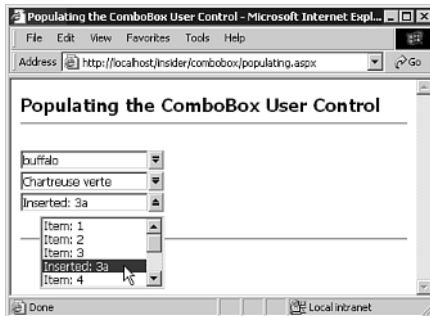 Populating the ComboBox User Control - Microsoft Internet Expl...
File Edit View Favorites Tools Help
Address http://localhost/insider/combobox/populating.aspx Go
Populating the ComboBox User Control
buffalo
Chartreuse verte
Inserted: 3a
Item: 1
Item: 2
Item: 3
Inserted: 3a
Item: 4
Done Local intranet